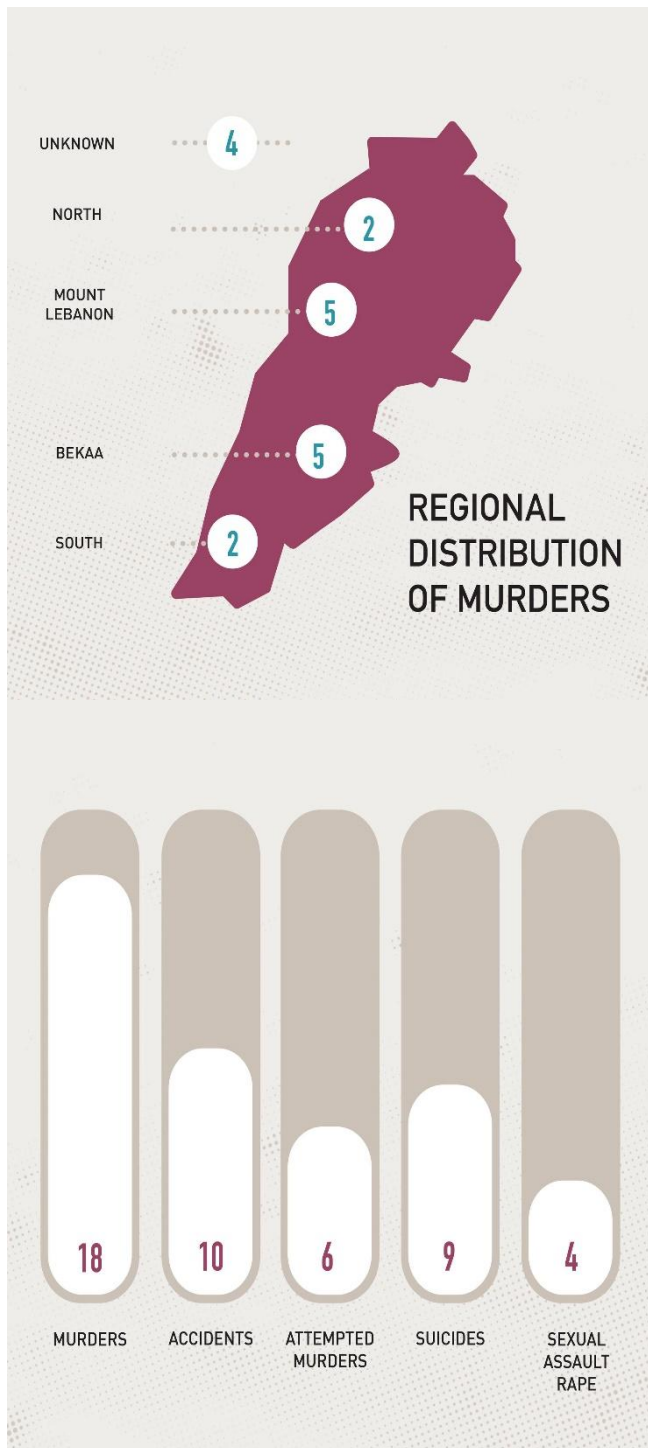 UNKNOWN
4
NORTH
2
MOUNT
LEBANON
5
BEKAA
5
SOUTH
2
REGIONAL
DISTRIBUTION
OF MURDERS
18
10
6
9
4
MURDERS
ACCIDENTS
ATTEMPTED
MURDERS
SUICIDES
SEXUAL
ASSAULT
RAPE